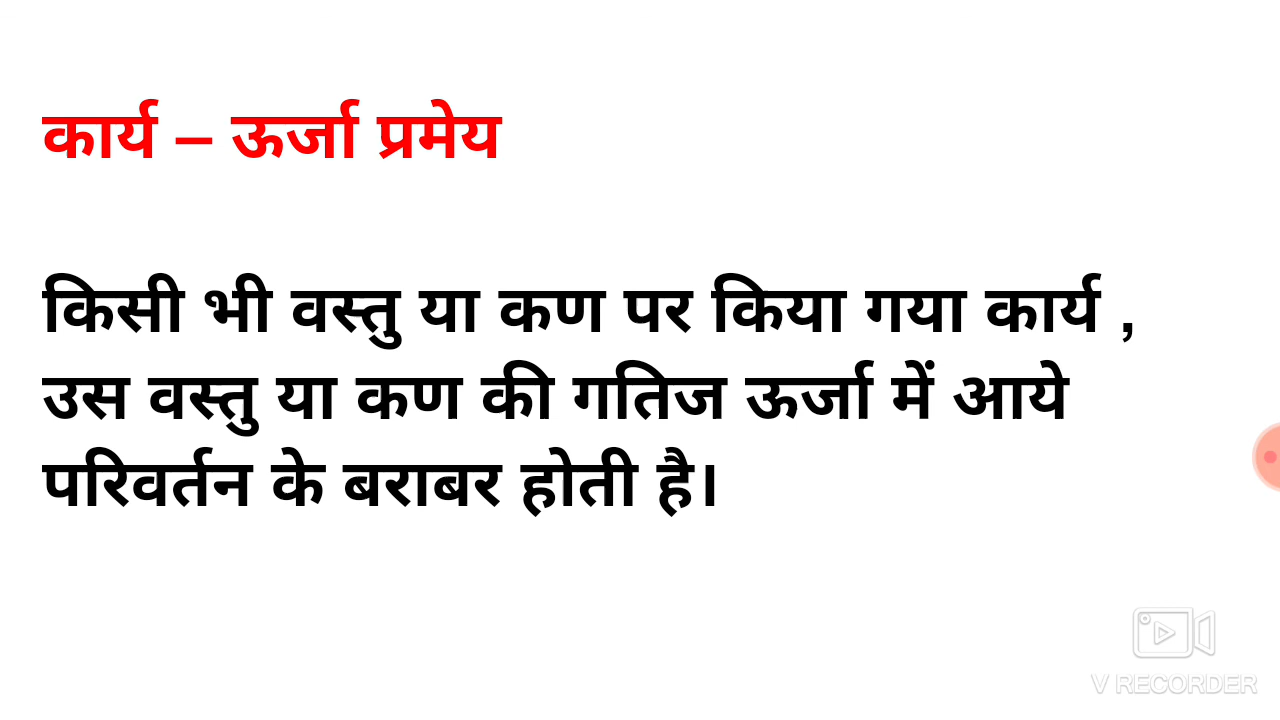 कार्य – ऊर्जा प्रमेय
किसी भी वस्तु या कण पर किया गया कार्य ,
उस वस्तु या कण की गतिज ऊर्जा में आये
परिवर्तन के बराबर होती है।
V RECORDER